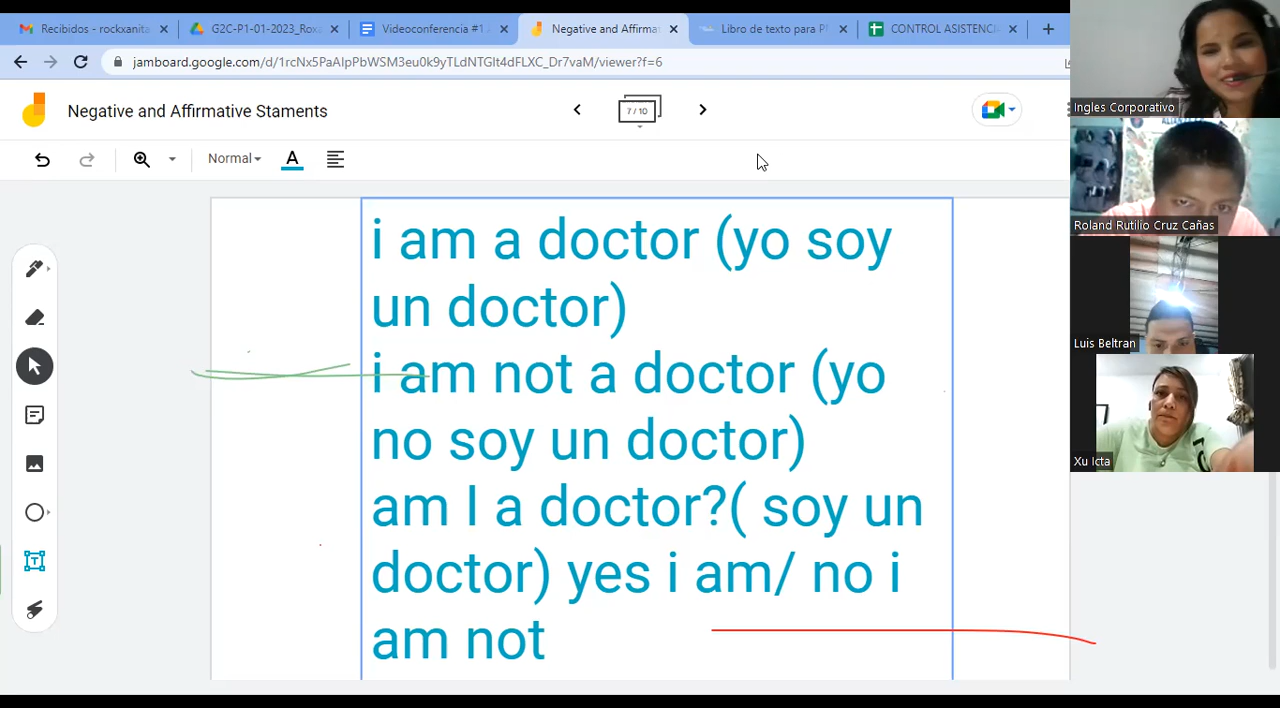 Recibidos - rockxanita
G2C-P1-01-2023_Roxa
Videoconferencia #1
Negative and Affirmat
Libro de texto para P
CONTROL ASISTENCI
jamboard.google.com/d/1rcNx5PaAIpPbWSM3eu0k9yTLdNTGIt4dFLXC_Dr7vaM/viewer?f=6
Negative and Affirmative Staments
7 / 10
Normal
A
i am a doctor (yo soy
un doctor)
i am not a doctor (yo
no soy un doctor)
am I a doctor?( soy un
doctor) yes i am/ no i
am not
Ingles Corporativo
Roland Rutilio Cruz Cañas
Luis Beltran
Xu Icta